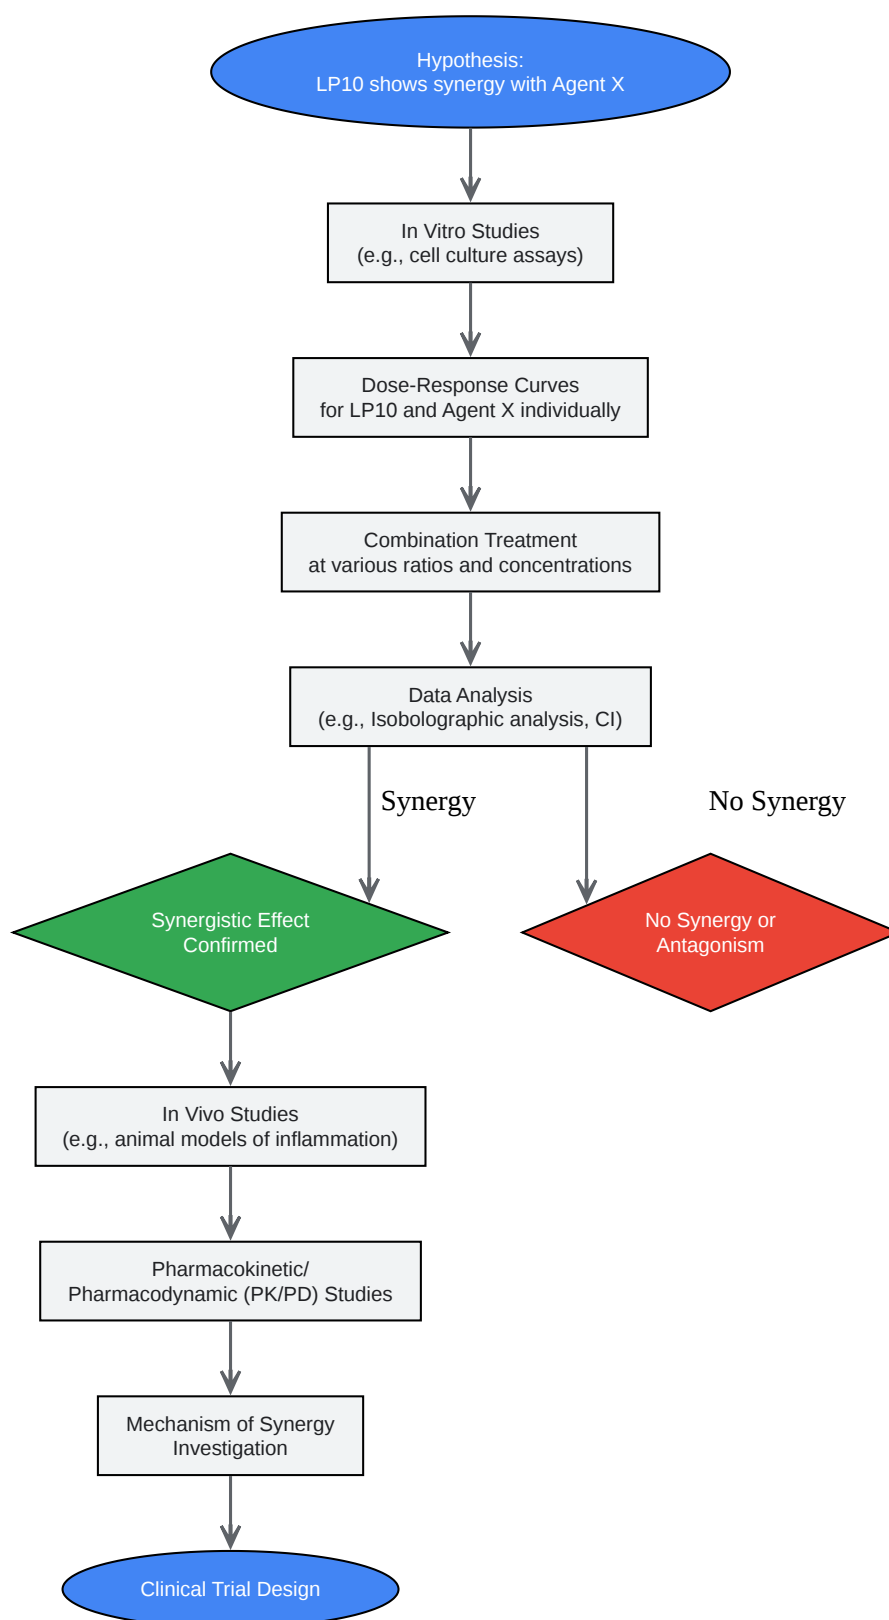 Hypothesis:
LP10 shows synergy with Agent X
In Vitro Studies
(e.g., cell culture assays)
Dose-Response Curves
for LP10 and Agent X individually
Combination Treatment
at various ratios and concentrations
Data Analysis
(e.g., Isobolographic analysis, CI)
Synergy
No Synergy
Synergistic Effect
Confirmed
No Synergy or
Antagonism
In Vivo Studies
(e.g., animal models of inflammation)
Pharmacokinetic/
Pharmacodynamic (PK/PD) Studies
Mechanism of Synergy
Investigation
Clinical Trial Design